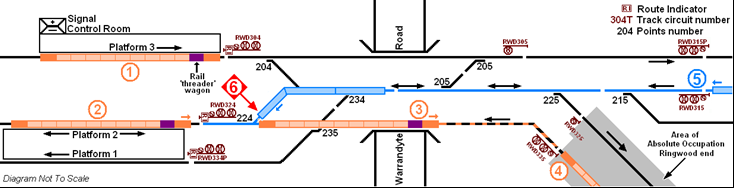 Signal
Control Room
Platform 3
1
Rail
'threader'
wagon
RWD304
204
Road
RWD305
205
205
RI Route Indicator
304T Track circuit number
204 Points number
RWD315P
5
RWD315
6
234
2
RWD324
224
3
225
215
Platform 2
Platform 1
RWD334P
235
Warrandyte
RWD325
RWD335
4
Area of
Absolute Occupation
Ringwood end
Diagram Not To Scale